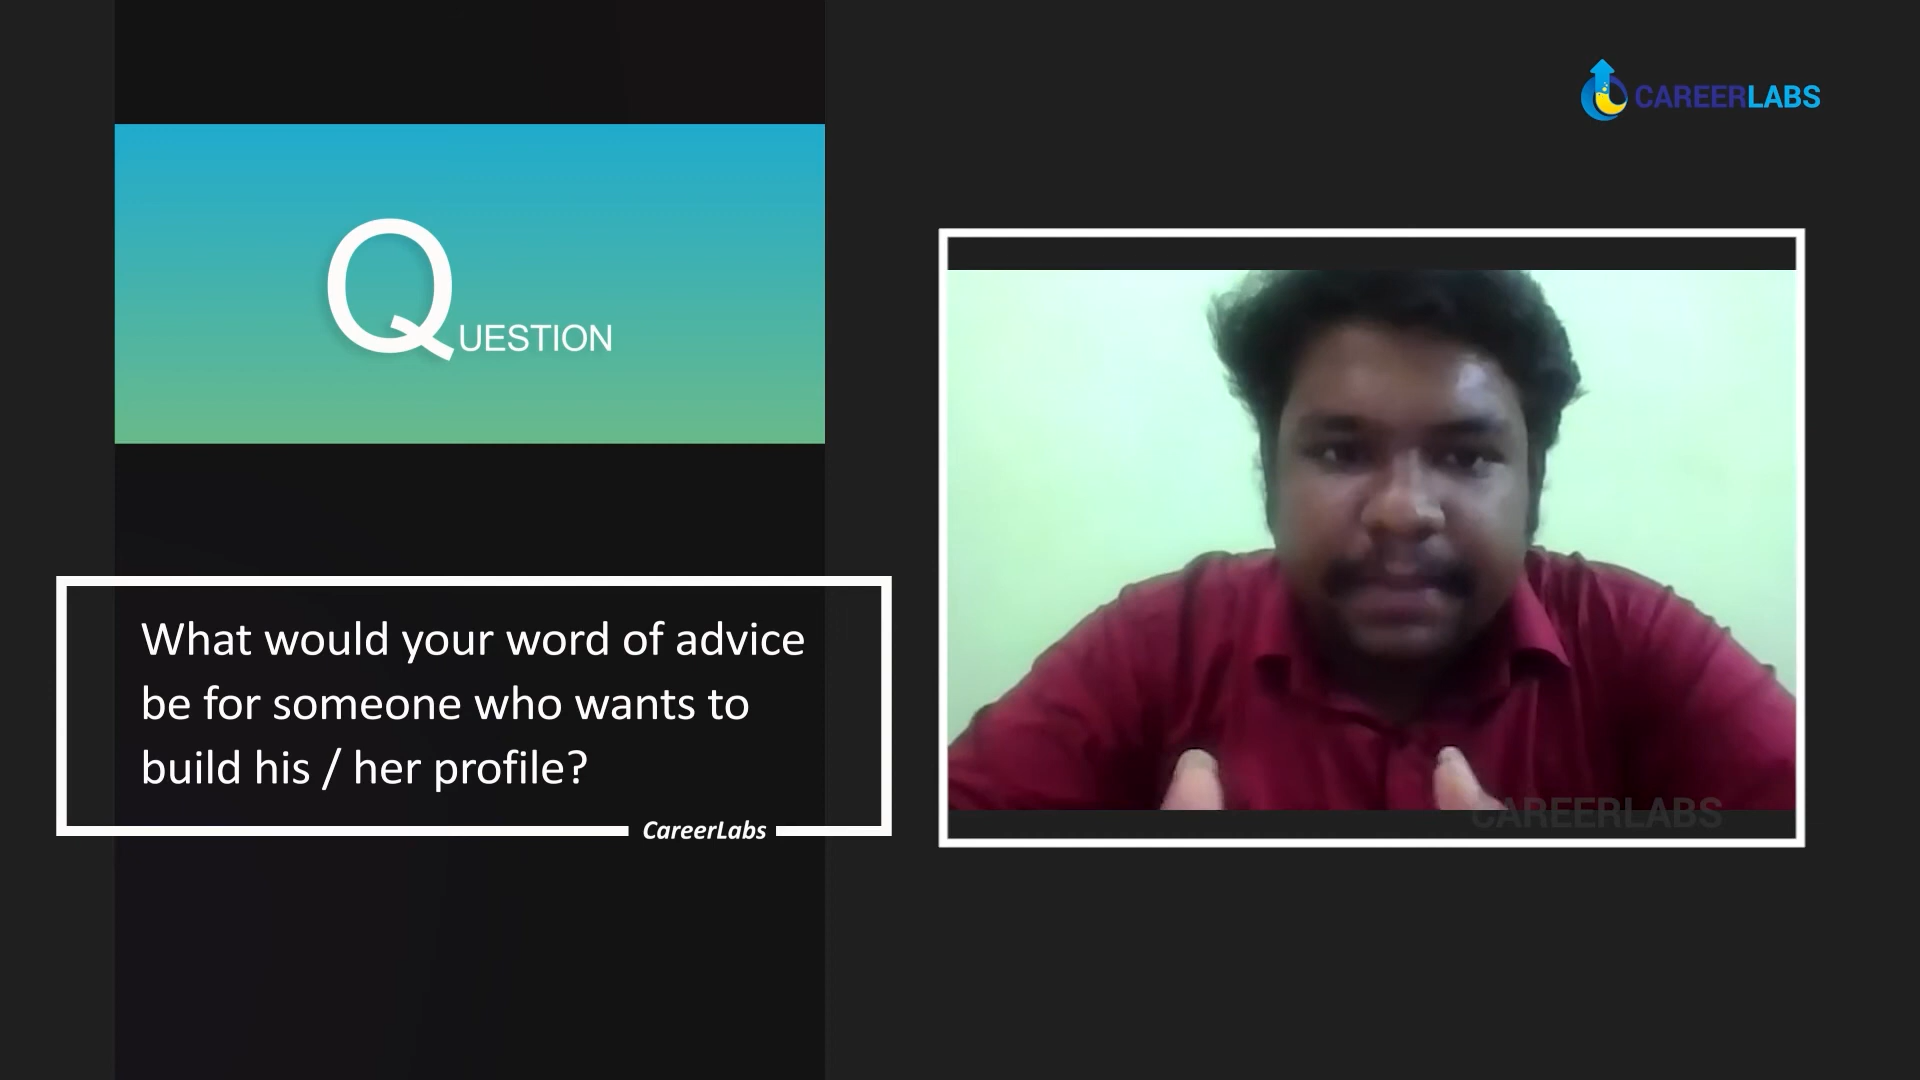 CAREERLABS
QUESTION
What would your word of advice
be for someone who wants to
build his / her profile?
CareerLabs
CAREERLABS